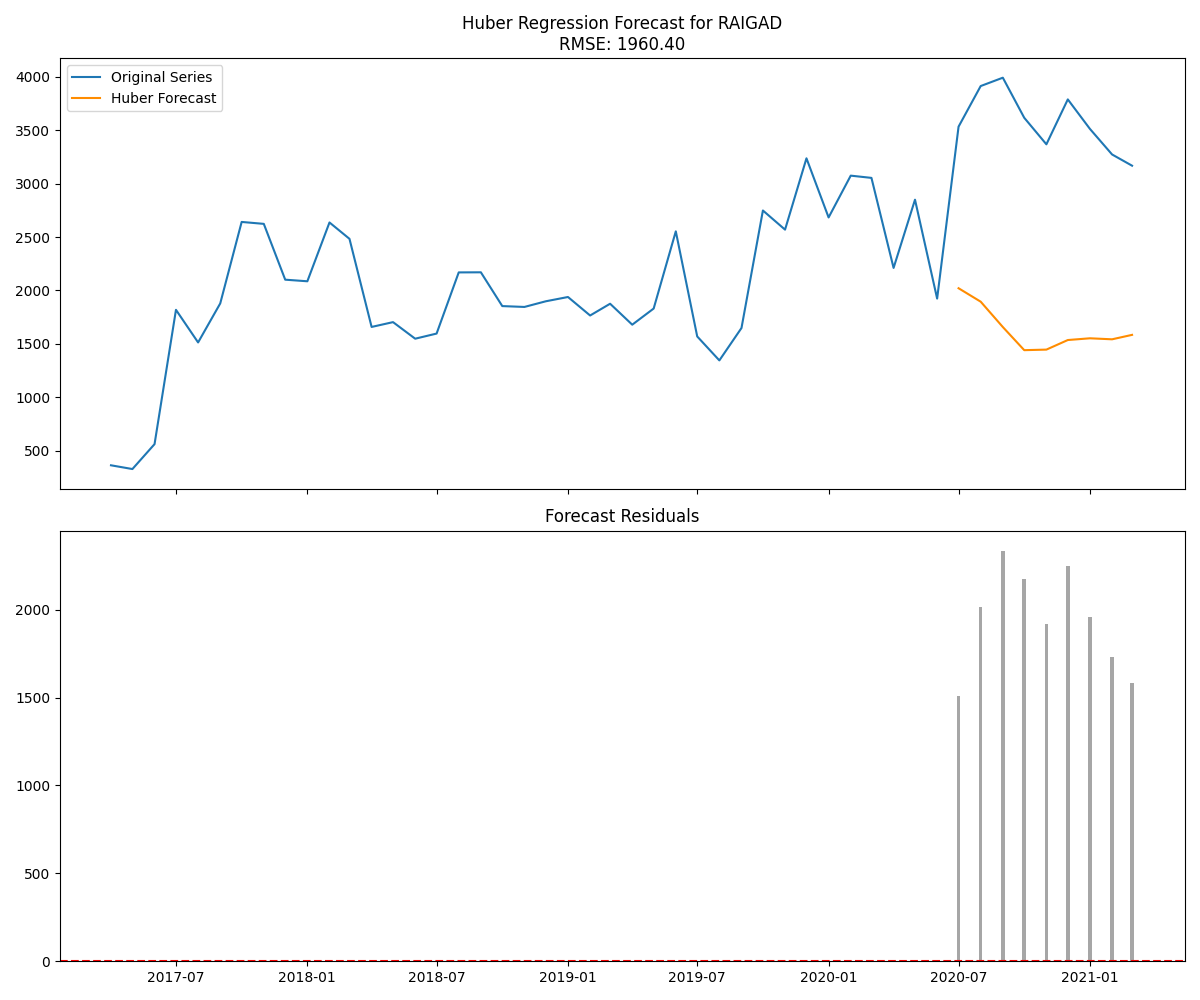 Huber Regression Forecast for RAIGAD
RMSE: 1960.40
Original Series
Huber Forecast
4000
3500
3000
2500
2000
1500
1000
500
Forecast Residuals
2000
1500
1000
500
0
2017-07 2018-01 2018-07 2019-01 2019-07 2020-01 2020-07 2021-01